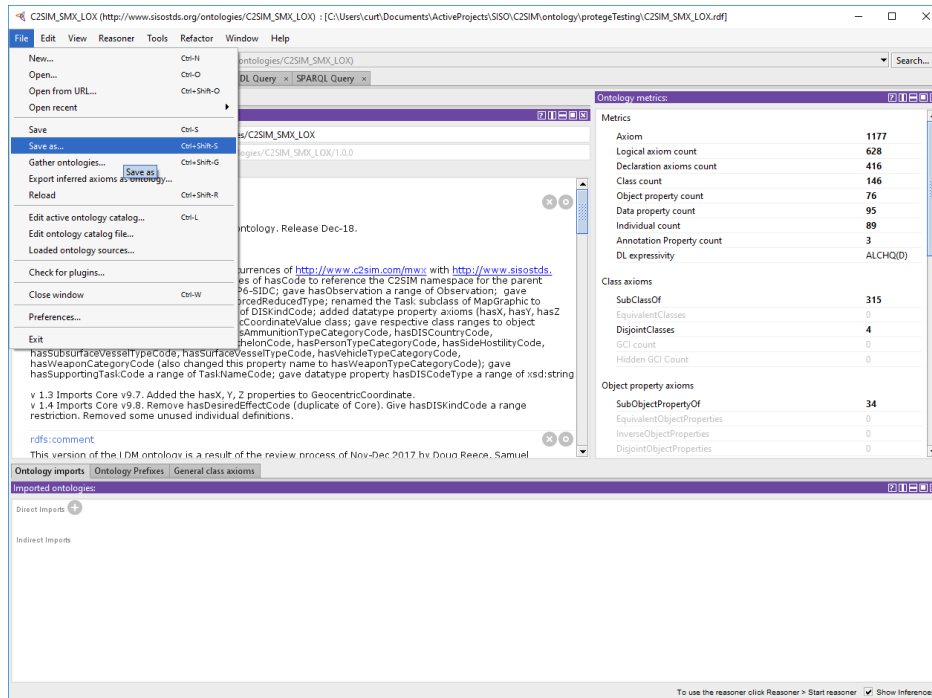 C2SIM_SMX_LOX (http://www.sisostds.org/ontologies/C2SIM_SMX_LOX) : [C:\Users\curt\Documents\ActiveProjects\SISO\C2SIM\ontology\protegeTesting\C2SIM_SMX_LOX.rdf]
File Edit View Reasoner Tools Refactor Window Help
New... Ctrl-N
Open... Ctrl-O
Open from URL... Ctrl+Shift-O
Open recent
Save Ctrl-S
Save as... Ctrl+Shift-S
Gather ontologies... Ctrl+Shift-G
Save as
Export inferred axioms as ontology...
Reload Ctrl+Shift-R
Edit active ontology catalog... Ctrl-L
Edit ontology catalog file...
Loaded ontology sources...
Check for plugins...
Close window Ctrl-W
Preferences...
Exit
ontologies/C2SIM_SMX_LOX)
Search...
DL Query × SPARQL Query ×
es/C2SIM_SMX_LOX
ogies/C2SIM_SMX_LOX/1.0.0
ontology. Release Dec-18.
urrences of http://www.c2sim.com/mwx with http://www.sisostds.
es of hasCode to reference the C2SIM namespace for the parent
P6-SIDC; gave hasObservation a range of Observation; gave
orcedReducedType; renamed the Task subclass of MapGraphic to
of DISKindCode; added datatype property axioms (hasX, hasY, hasZ
cCoordinateValue class; gave respective class ranges to object
sAmmunitionTypeCategoryCode, hasDISCountryCode,
helonCode, hasPersonTypeCategoryCode, hasSideHostilityCode,
hasSubsurfaceVesselTypeCode, hasSurfaceVesselTypeCode, hasVehicleTypeCategoryCode,
hasWeaponCategoryCode (also changed this property name to hasWeaponTypeCategoryCode); gave
hasSupportingTaskCode a range of TaskNameCode; gave datatype property hasDISCodeType a range of xsd:string
v 1.3 Imports Core v9.7. Added the hasX, Y, Z properties to GeocentricCoordinate.
v 1.4 Imports Core v9.8. Remove hasDesiredEffectCode (duplicate of Core). Give hasDISKindCode a range
restriction. Removed some unused individual definitions.
rdfs:comment
This version of the LDM ontology is a result of the review process of Nov-Dec 2017 by Doug Reece, Samuel
Ontology metrics:
Metrics
Axiom 1177
Logical axiom count 628
Declaration axioms count 416
Class count 146
Object property count 76
Data property count 95
Individual count 89
Annotation Property count 3
DL expressivity ALCHQ(D)
Class axioms
SubClassOf 315
EquivalentClasses 0
DisjointClasses 4
GCI count 0
Hidden GCI Count 0
Object property axioms
SubObjectPropertyOf 34
EquivalentObjectProperties 0
InverseObjectProperties 0
DisjointObjectProperties 0
Ontology imports Ontology Prefixes General class axioms
Imported ontologies:
Direct Imports
Indirect Imports
To use the reasoner click Reasoner > Start reasoner Show Inference